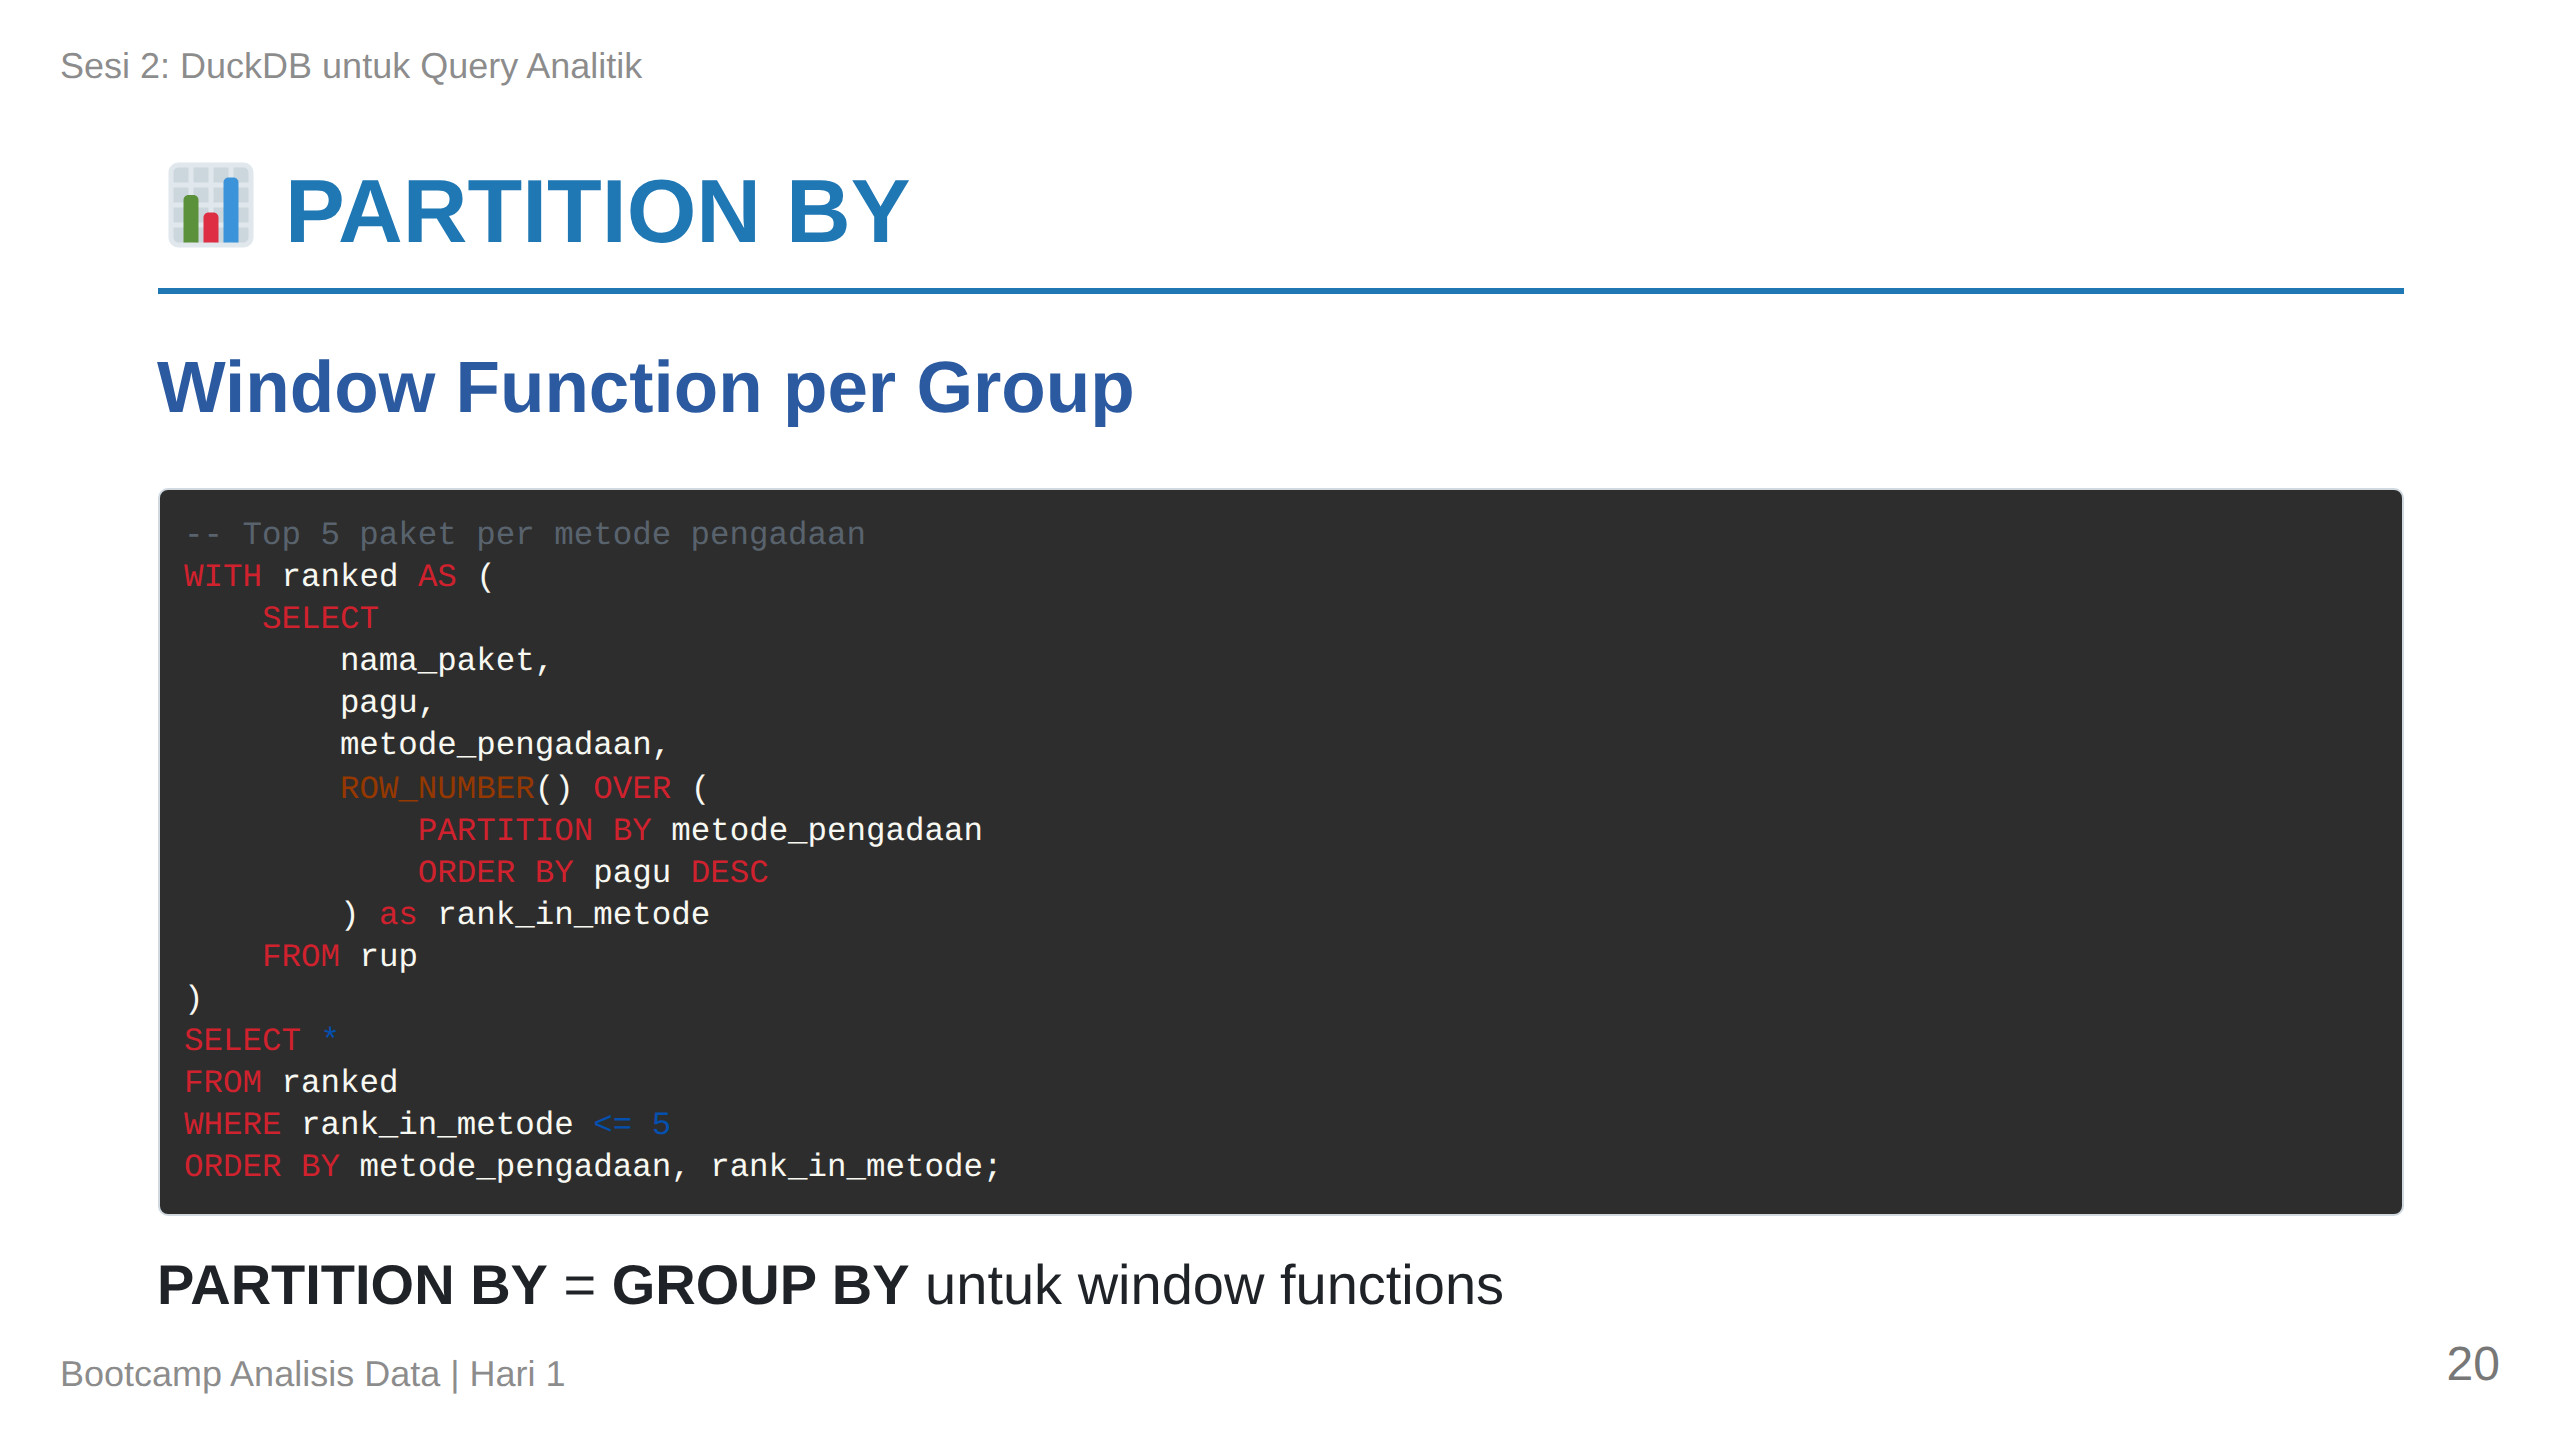 Sesi 2: DuckDB untuk Query Analitik
PARTITION BY
Window Function per Group
-- Top 5 paket per metode pengadaan
WITH ranked AS (
    SELECT
        nama_paket,
        pagu,
        metode_pengadaan,
        ROW_NUMBER() OVER (
            PARTITION BY metode_pengadaan
            ORDER BY pagu DESC
        ) as rank_in_metode
    FROM rup
)
SELECT *
FROM ranked
WHERE rank_in_metode <= 5
ORDER BY metode_pengadaan, rank_in_metode;
PARTITION BY = GROUP BY untuk window functions
Bootcamp Analisis Data | Hari 1
20